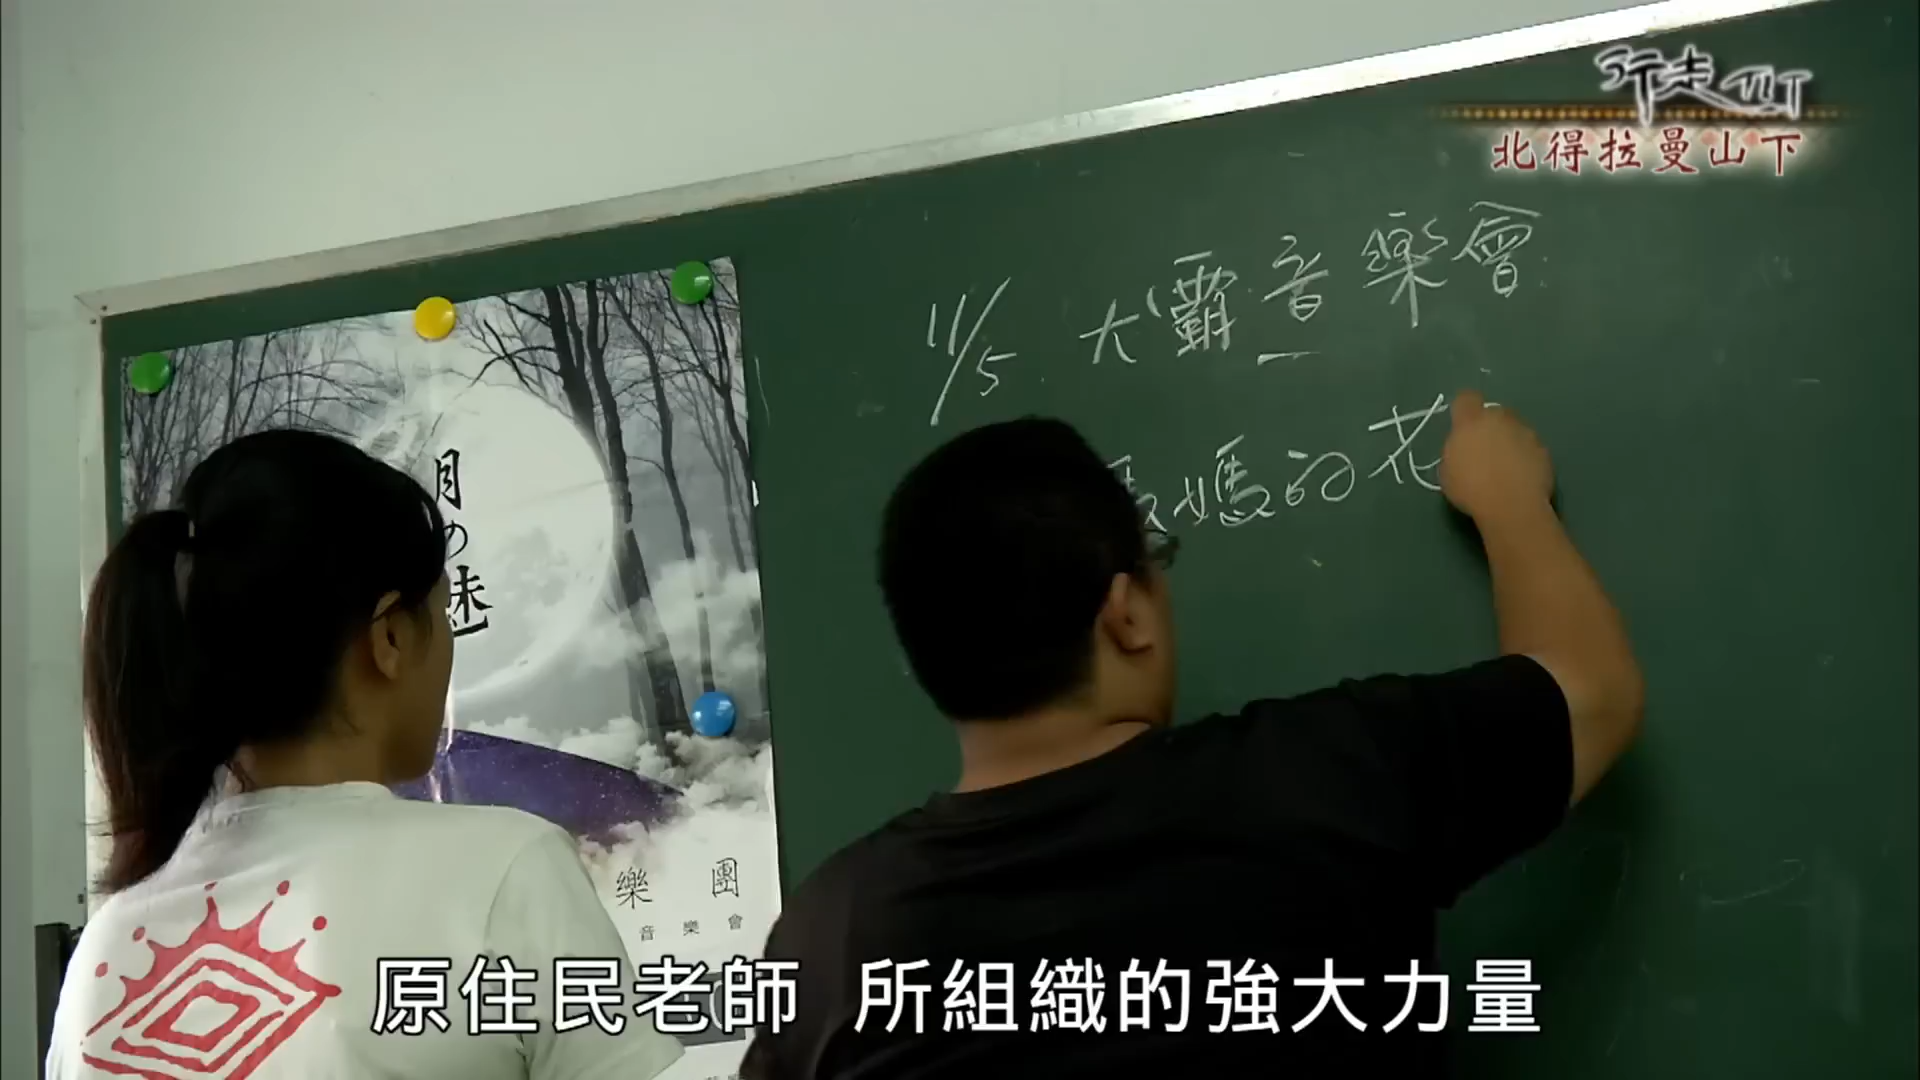 行走TIT
北得拉曼山下
11/5 大霸音樂會
媽媽的花
月の魅
樂團
音樂會
原住民老師 所組織的強大力量